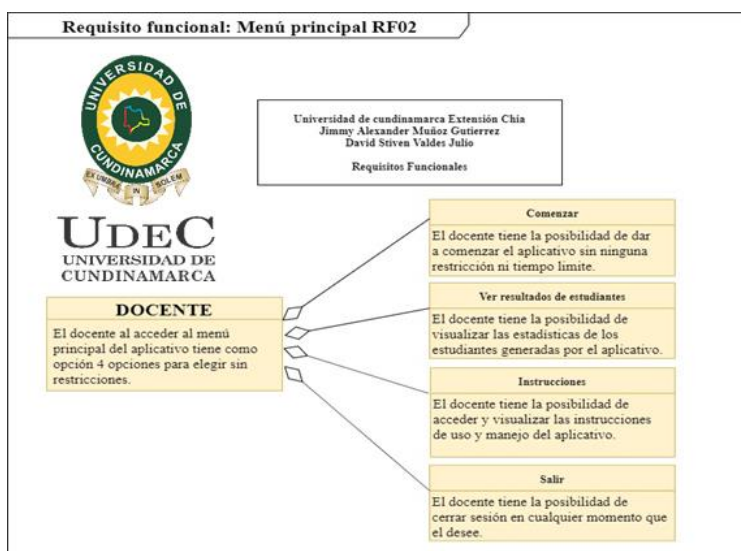 Requisito funcional: Menú principal RF02
UNIVERSIDAD DE
CUNDINAMARCA
EX UMBRA
IN
SOLEM
UDEC
UNIVERSIDAD DE
CUNDINAMARCA
Universidad de cundinamarca Extensión Chia
Jimmy Alexander Muñoz Gutierrez
David Stiven Valdes Julio
Requisitos Funcionales
DOCENTE
El docente al acceder al menú
principal del aplicativo tiene como
opción 4 opciones para elegir sin
restricciones.
Comenzar
El docente tiene la posibilidad de dar
a comenzar el aplicativo sin ninguna
restricción ni tiempo limite.
Ver resultados de estudiantes
El docente tiene la posibilidad de
visualizar las estadísticas de los
estudiantes generadas por el aplicativo.
Instrucciones
El docente tiene la posibilidad de
acceder y visualizar las instrucciones
de uso y manejo del aplicativo.
Salir
El docente tiene la posibilidad de
cerrar sesión en cualquier momento que
el desee.